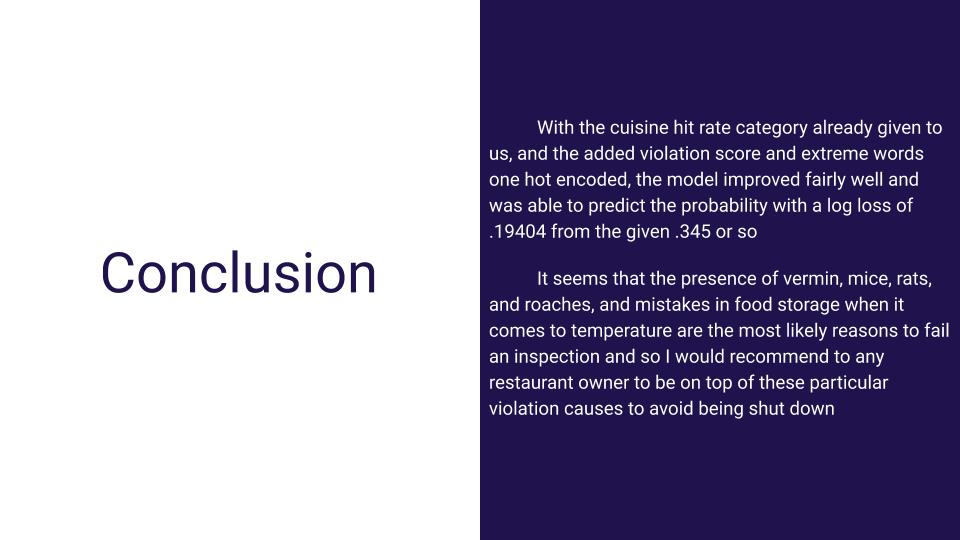 Conclusion
With the cuisine hit rate category already given to
us, and the added violation score and extreme words
one hot encoded, the model improved fairly well and
was able to predict the probability with a log loss of
.19404 from the given .345 or so
It seems that the presence of vermin, mice, rats,
and roaches, and mistakes in food storage when it
comes to temperature are the most likely reasons to fail
an inspection and so I would recommend to any
restaurant owner to be on top of these particular
violation causes to avoid being shut down